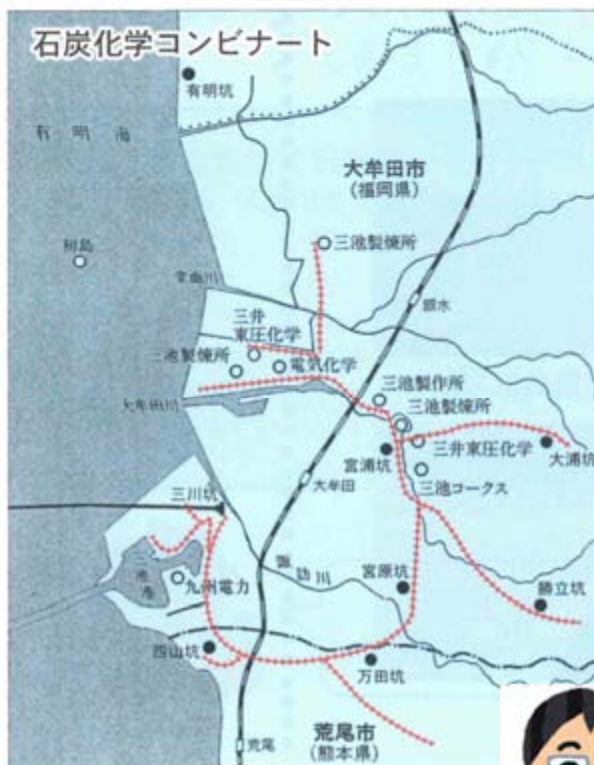 石炭化学コンビナート
有明坑
有明海
大牟田市
(福岡県)
初島
三池製煉所
堂面川
銀水
三井
東圧化学
三池製煉所
電気化学
三池製作所
大牟田川
三池製煉所
三井東圧化学
大浦坑
宮浦坑
三池コークス
大牟田
三川坑
諏訪川
宮原坑
九州電力
勝立坑
四山坑
万田坑
荒尾市
(熊本県)
荒尾